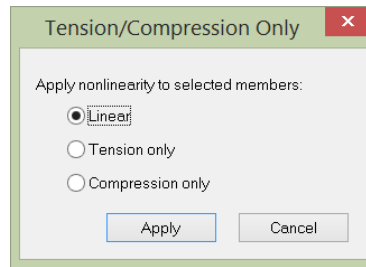 Tension/Compression Only
Apply nonlinearity to selected members:
Linear
Tension only
Compression only
Apply Cancel